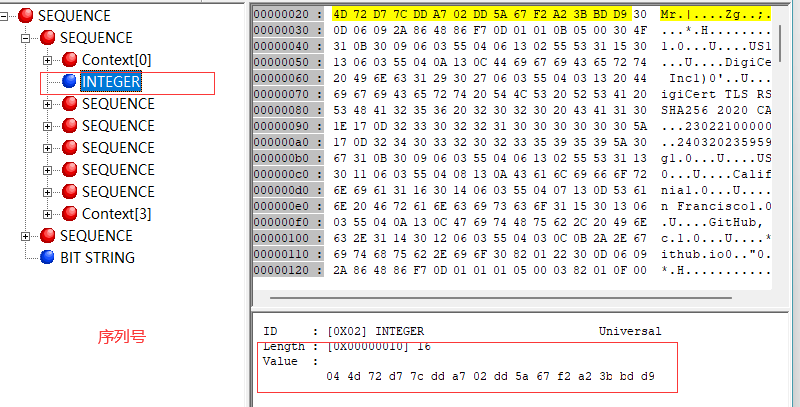 SEQUENCE
SEQUENCE
Context[0]
INTEGER
SEQUENCE
SEQUENCE
SEQUENCE
SEQUENCE
SEQUENCE
Context[3]
SEQUENCE
BIT STRING
序列号
00000020 : 4D 72 D7 7C DD A7 02 DD 5A 67 F2 A2 3B BD D9 30 Mr.|....Zg..;.
00000030 : 0D 06 09 2A 86 48 86 F7 0D 01 01 0B 05 00 30 4F ...*.H..........
00000040 : 31 0B 30 09 06 03 55 04 06 13 02 55 53 31 15 30 1.0...U....US1
00000050 : 13 06 03 55 04 0A 13 0C 44 69 67 69 43 65 72 74 ...U....DigiCe
00000060 : 20 49 6E 63 31 29 30 27 06 03 55 04 03 13 20 44 Inc1)0'..U...
00000070 : 69 67 69 43 65 72 74 20 54 4C 53 20 52 53 41 20 igiCert TLS RS
00000080 : 53 48 41 32 35 36 20 32 30 32 30 20 43 41 31 30 SHA256 2020 CA
00000090 : 1E 17 0D 32 33 30 32 32 31 30 30 30 30 30 30 5A ...23022100000
000000a0 : 17 0D 32 34 30 33 32 30 32 33 35 39 35 39 5A 30 ..240320235959
000000b0 : 67 31 0B 30 09 06 03 55 04 06 13 02 55 53 31 13 g1.0...U....US
000000c0 : 30 11 06 03 55 04 08 13 0A 43 61 6C 69 66 6F 72 0...U....Calif
000000d0 : 6E 69 61 31 16 30 14 06 03 55 04 07 13 0D 53 61 nia1.0...U....
000000e0 : 6E 20 46 72 61 6E 63 69 73 63 6F 31 15 30 13 06 n Francisco1.0
000000f0 : 03 55 04 0A 13 0C 47 69 74 48 75 62 2C 20 49 6E .U....GitHub,
00000100 : 63 2E 31 14 30 12 06 03 55 04 03 0C 0B 2A 2E 67 c.1.0...U....*
00000110 : 69 74 68 75 62 2E 69 6F 30 82 01 22 30 0D 06 09 ithub.io0.."0.
00000120 : 2A 86 48 86 F7 0D 01 01 01 05 00 03 82 01 0F 00 *.H...........
ID : [0X02] INTEGER Universal
Length : [0X00000010] 16
Value :
04 4d 72 d7 7c dd a7 02 dd 5a 67 f2 a2 3b bd d9